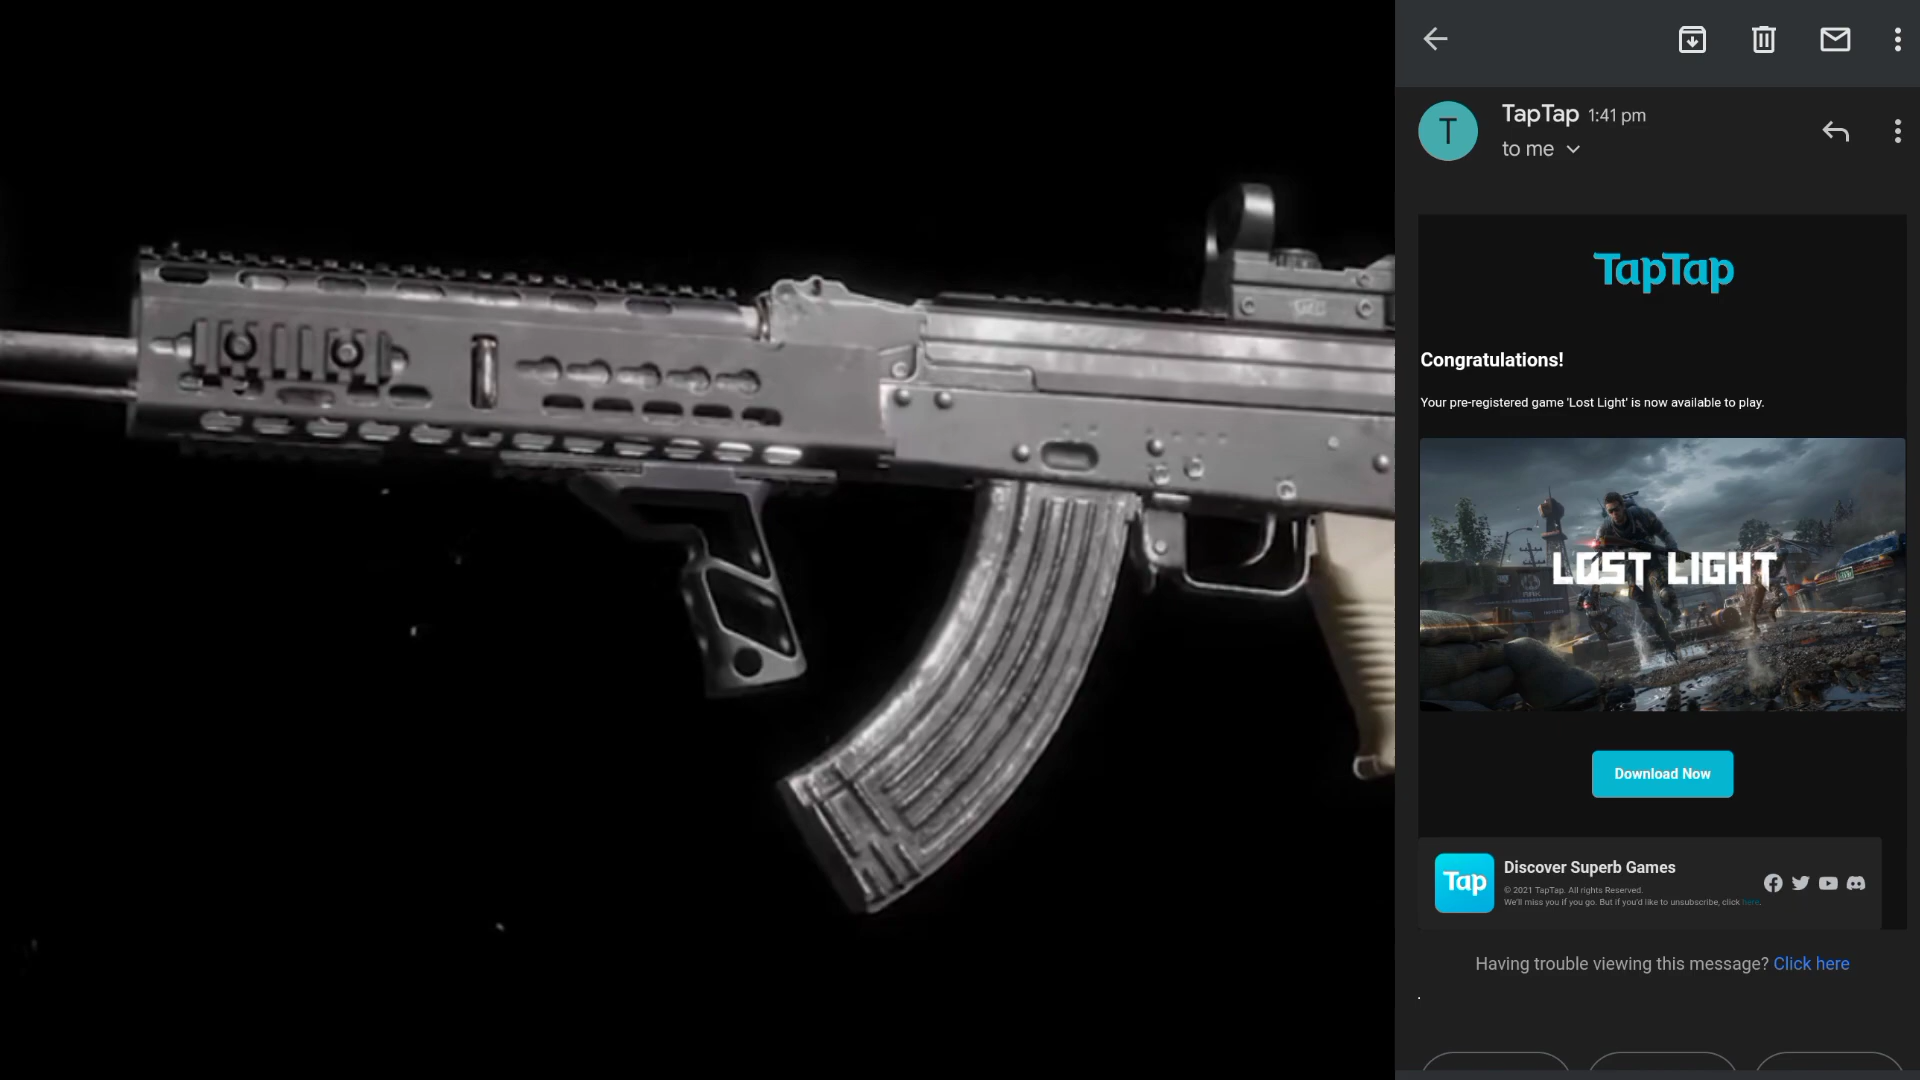 T
TapTap 1:41 pm
to me
TapTap
Congratulations!
Your pre-registered game 'Lost Light' is now available to play.
LOST LIGHT
Download Now
Tap
Discover Superb Games
© 2021 TapTap. All rights Reserved.
We'll miss you if you go. But if you'd like to unsubscribe, click here.
Having trouble viewing this message? Click here
.